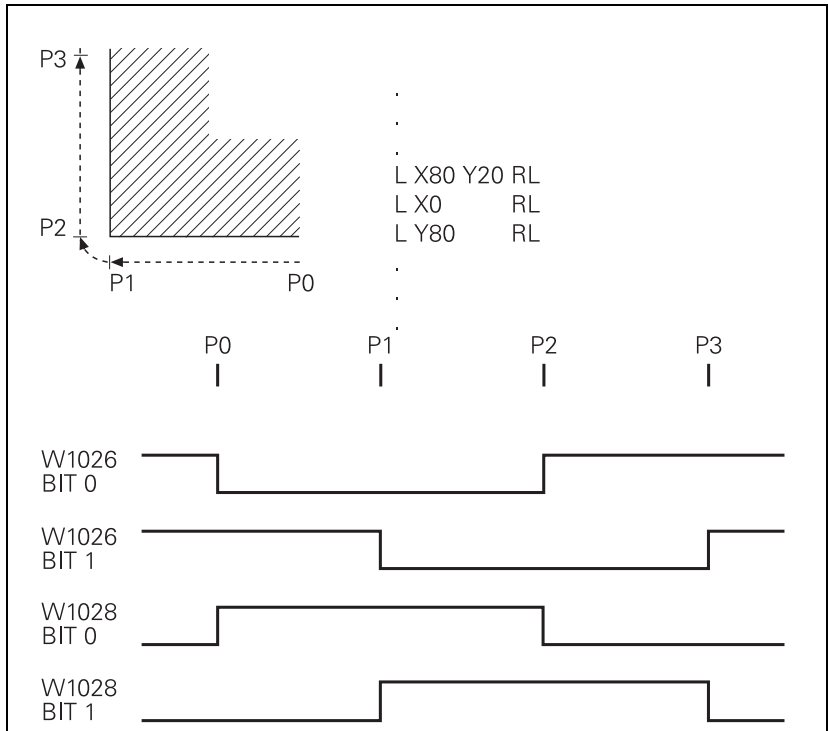 P3
L X80 Y20 RL
L X0 RL
L Y80 RL
P2
P1 P0
P0 P1 P2 P3
W1026
BIT 0
W1026
BIT 1
W1028
BIT 0
W1028
BIT 1